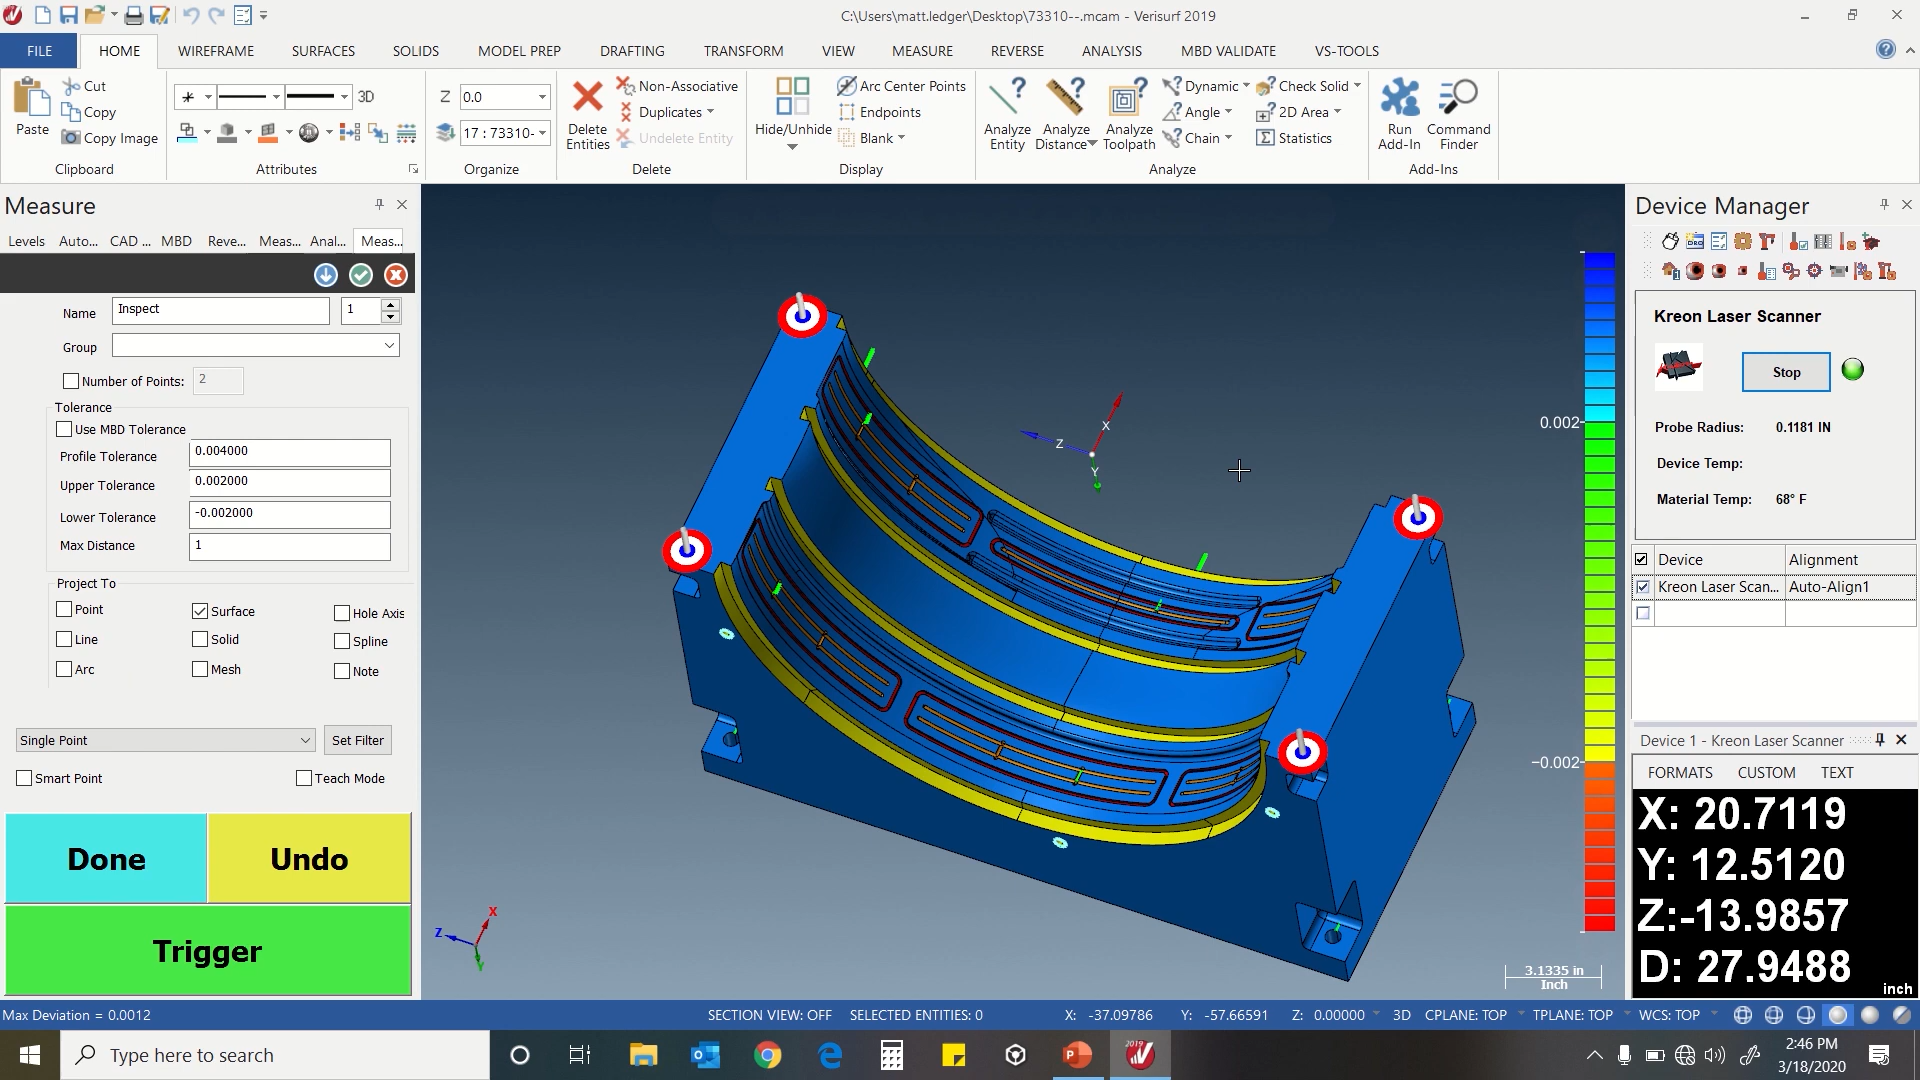 C:\Users\matt.ledger\Desktop\73310--.mcam - Verisurf 2019
FILE HOME WIREFRAME SURFACES SOLIDS MODEL PREP DRAFTING TRANSFORM VIEW MEASURE REVERSE ANALYSIS MBD VALIDATE VS-TOOLS
Paste
Cut
Copy
Copy Image
Clipboard
3D
Attributes
Z 0.0
17 : 73310-
Organize
Delete
Entities
Non-Associative
Duplicates
Undelete Entity
Delete
Hide/Unhide
Arc Center Points
Endpoints
Blank
Display
Analyze
Entity
Analyze
Distance
Analyze
Toolpath
Dynamic
Angle
Chain
Check Solid
2D Area
Statistics
Analyze
Run
Add-In
Command
Finder
Add-Ins
Measure
Levels Auto... CAD ... MBD Reve... Meas... Anal... Meas...
Name Inspect 1
Group
Number of Points: 2
Tolerance
Use MBD Tolerance
Profile Tolerance 0.004000
Upper Tolerance 0.002000
Lower Tolerance -0.002000
Max Distance 1
Project To
Point Surface Hole Axis
Line Solid Spline
Arc Mesh Note
Single Point Set Filter
Smart Point Teach Mode
Done Undo
Trigger
X
Z
Y
X
Z
Y
0.002
−0.002
3.1335 in
Inch
Device Manager
DRO
Kreon Laser Scanner
Stop
Probe Radius: 0.1181 IN
Device Temp:
Material Temp: 68° F
Device Alignment
Kreon Laser Scan... Auto-Align1
Device 1 - Kreon Laser Scanner
FORMATS CUSTOM TEXT
X: 20.7119
Y: 12.5120
Z:-13.9857
D: 27.9488
inch
Max Deviation = 0.0012 SECTION VIEW: OFF SELECTED ENTITIES: 0 X: -37.09786 Y: -57.66591 Z: 0.00000 3D CPLANE: TOP TPLANE: TOP WCS: TOP
Type here to search
2019
2:46 PM
3/18/2020